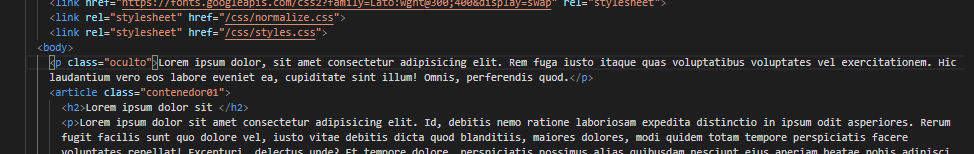 <link href="https://fonts.googleapis.com/css2?family=Lato:wght@300;400&display=swap" rel="stylesheet">
<link rel="stylesheet" href="/css/normalize.css">
<link rel="stylesheet" href="/css/styles.css">
<body>
<p class="oculto">Lorem ipsum dolor, sit amet consectetur adipisicing elit. Rem fuga iusto itaque quas voluptatibus voluptates vel exercitationem. Hic
laudantium vero eos labore eveniet ea, cupiditate sint illum! Omnis, perferendis quod.</p>
<article class="contenedor01">
<h2>Lorem ipsum dolor sit </h2>
<p>Lorem ipsum dolor sit amet consectetur adipisicing elit. Id, debitis nemo ratione laboriosam expedita distinctio in ipsum odit asperiores. Rerum
fugit facilis sunt quo dolore vel, iusto vitae debitis dicta quod blanditiis, maiores dolores, modi quidem totam tempore perspiciatis facere
voluptates repellat! Excepturi, delectus unde? Et tempore dolore, perspiciatis possimus alias quibusdam nesciunt eius aperiam beatae nobis adipisci